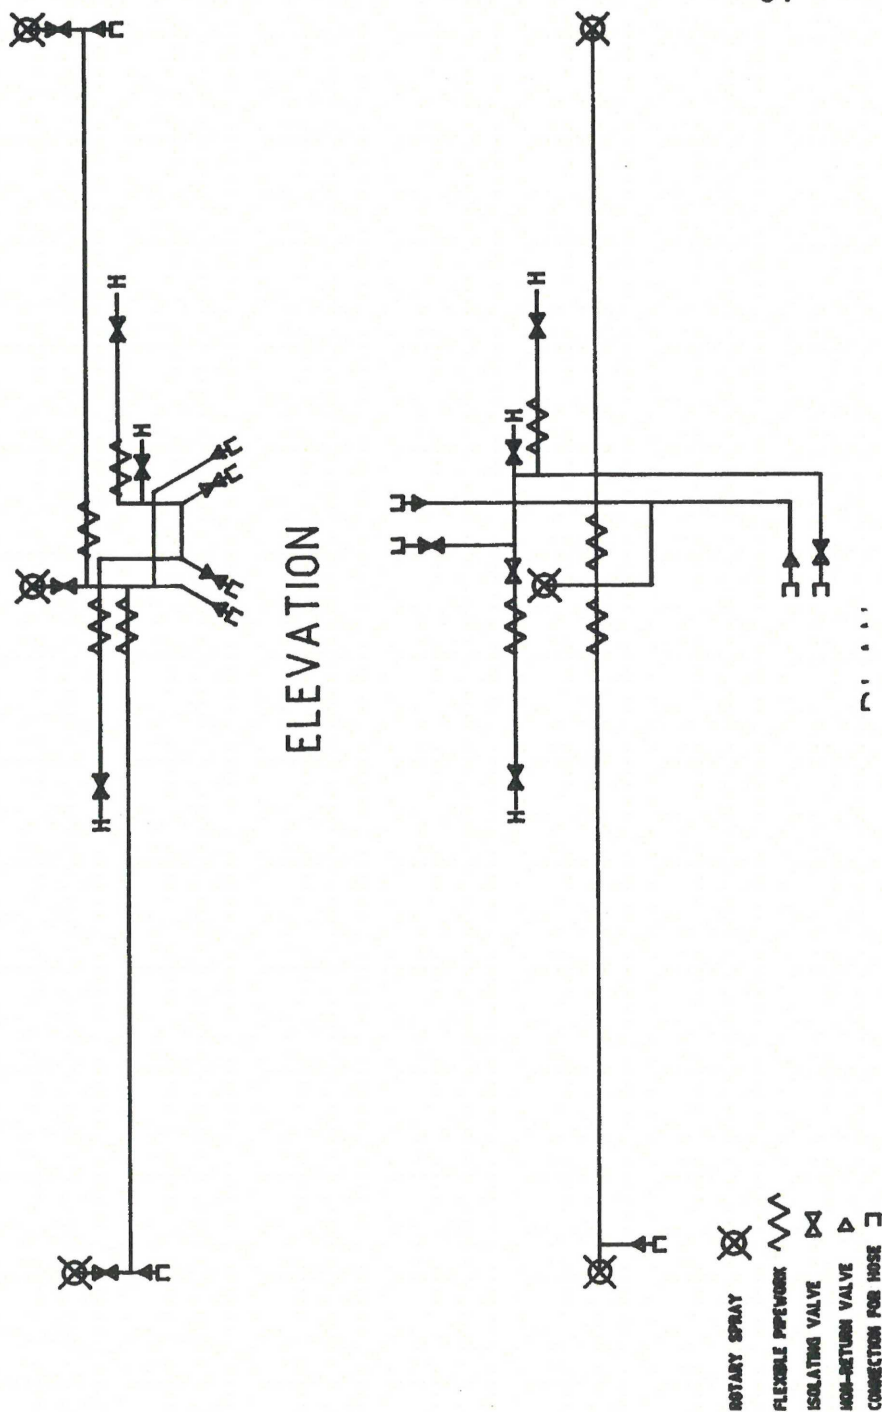 ELEVATION
H
H
H
H
H
H
ROTARY SPRAY
FLEXIBLE PIPEWORK
ISOLATING VALVE
NON-RETURN VALVE
CONNECTION FOR HOSE